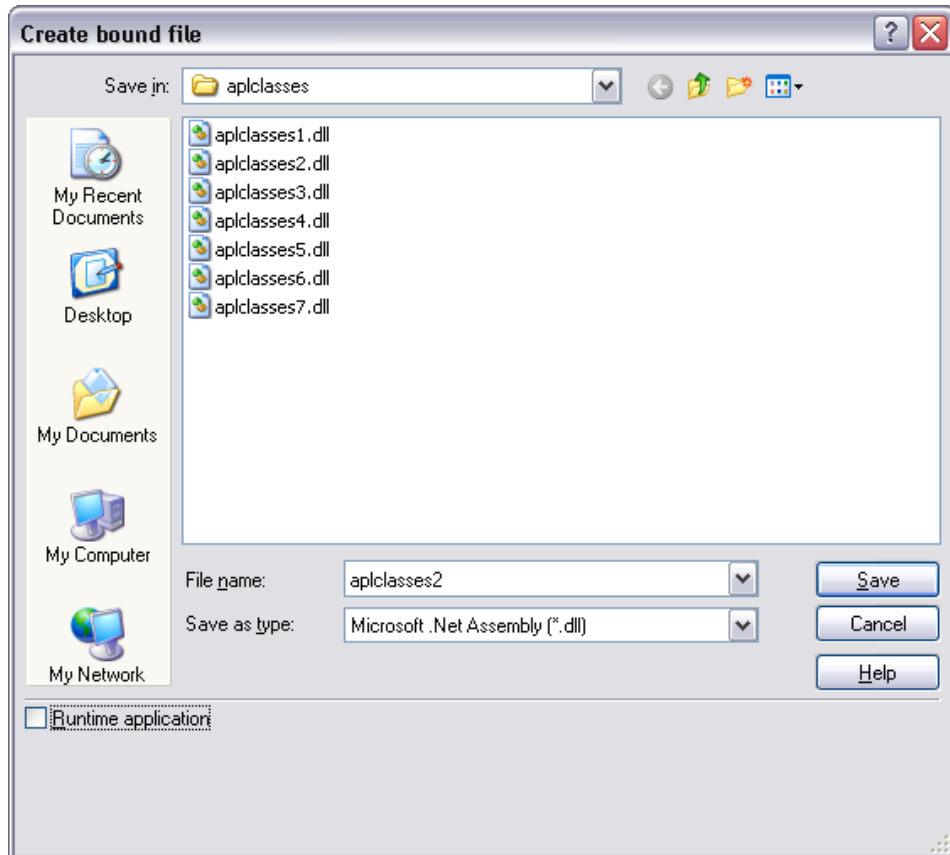 Create bound file
Save in:
aplclasses
My Recent
Documents
Desktop
My Documents
My Computer
My Network
aplclasses1.dll
aplclasses2.dll
aplclasses3.dll
aplclasses4.dll
aplclasses5.dll
aplclasses6.dll
aplclasses7.dll
File name:
aplclasses2
Save
Save as type:
Microsoft .Net Assembly (*.dll)
Cancel
Help
Runtime application